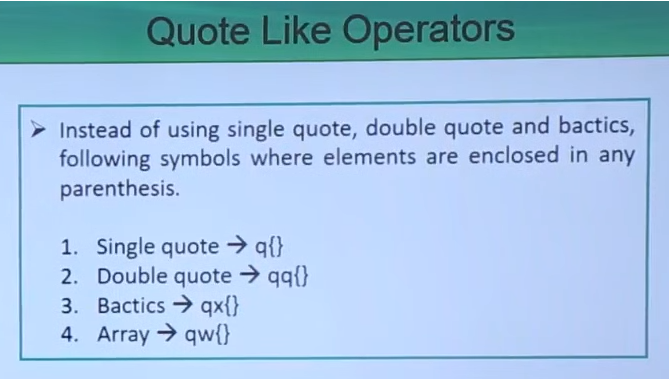 Quote Like Operators
➤ Instead of using single quote, double quote and bactics,
following symbols where elements are enclosed in any
parenthesis.
1. Single quote → q{}
2. Double quote → qq{}
3. Bactics → qx{}
4. Array → qw{}